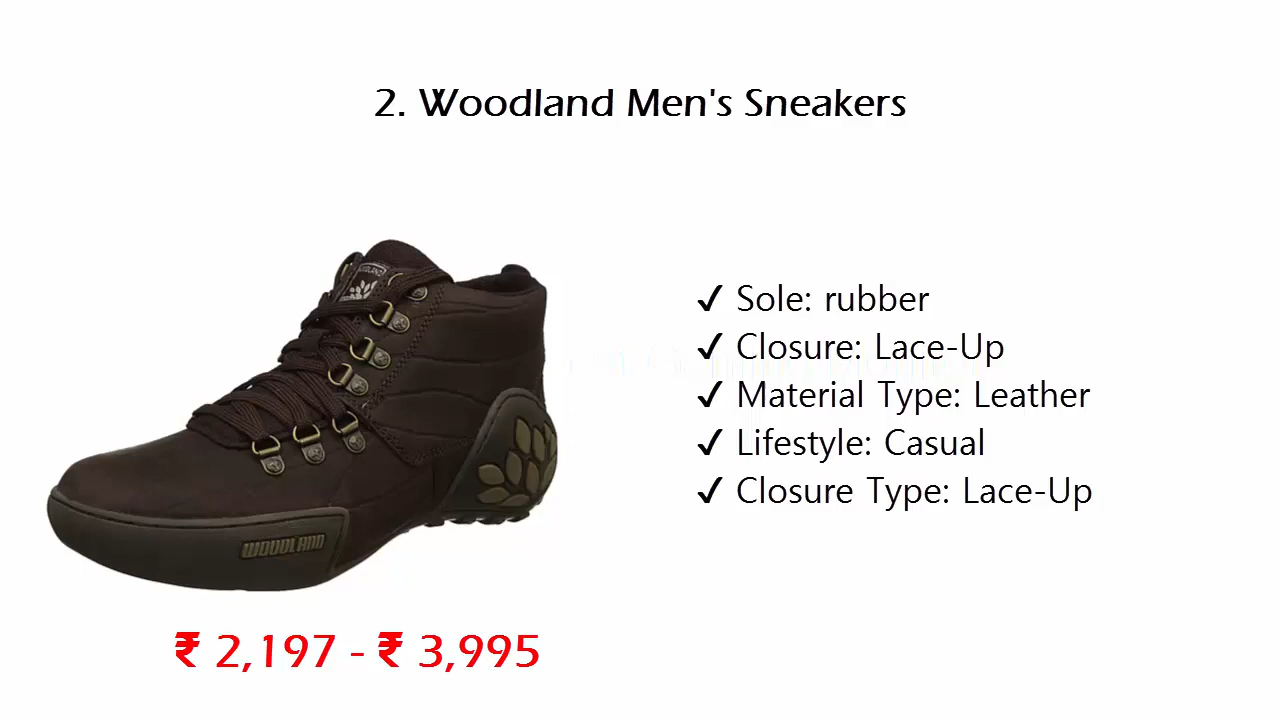 2. Woodland Men's Sneakers
WOODLAND
✓ Sole: rubber
✓ Closure: Lace-Up
✓ Material Type: Leather
✓ Lifestyle: Casual
✓ Closure Type: Lace-Up
WOODLAND
₹ 2,197 - ₹ 3,995